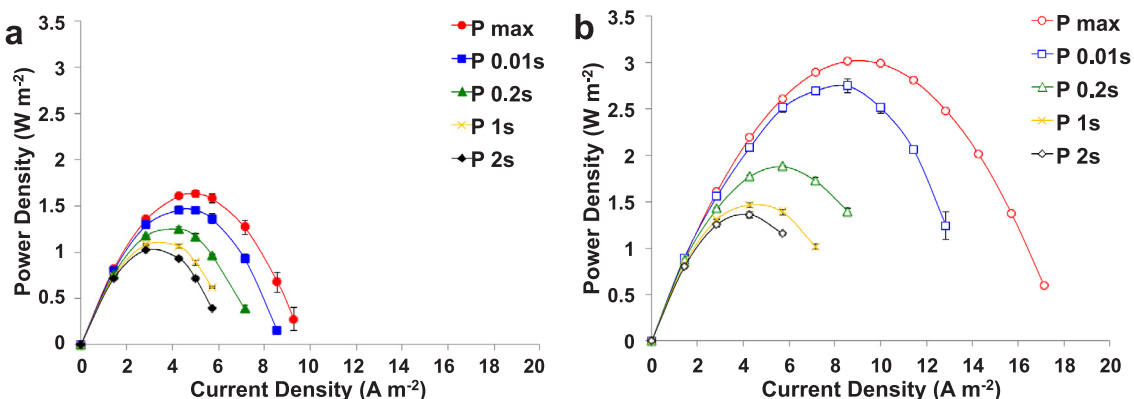 a
P max
P 0.01s
P 0.2s
P 1s
P 2s
Power Density (W m-2)
3.5
3
2.5
2
1.5
1
0.5
0
0 2 4 6 8 10 12 14 16 18 20
Current Density (A m-2)
b
P max
P 0.01s
P 0.2s
P 1s
P 2s
Power Density (W m-2)
3.5
3
2.5
2
1.5
1
0.5
0
0 2 4 6 8 10 12 14 16 18 20
Current Density (A m-2)